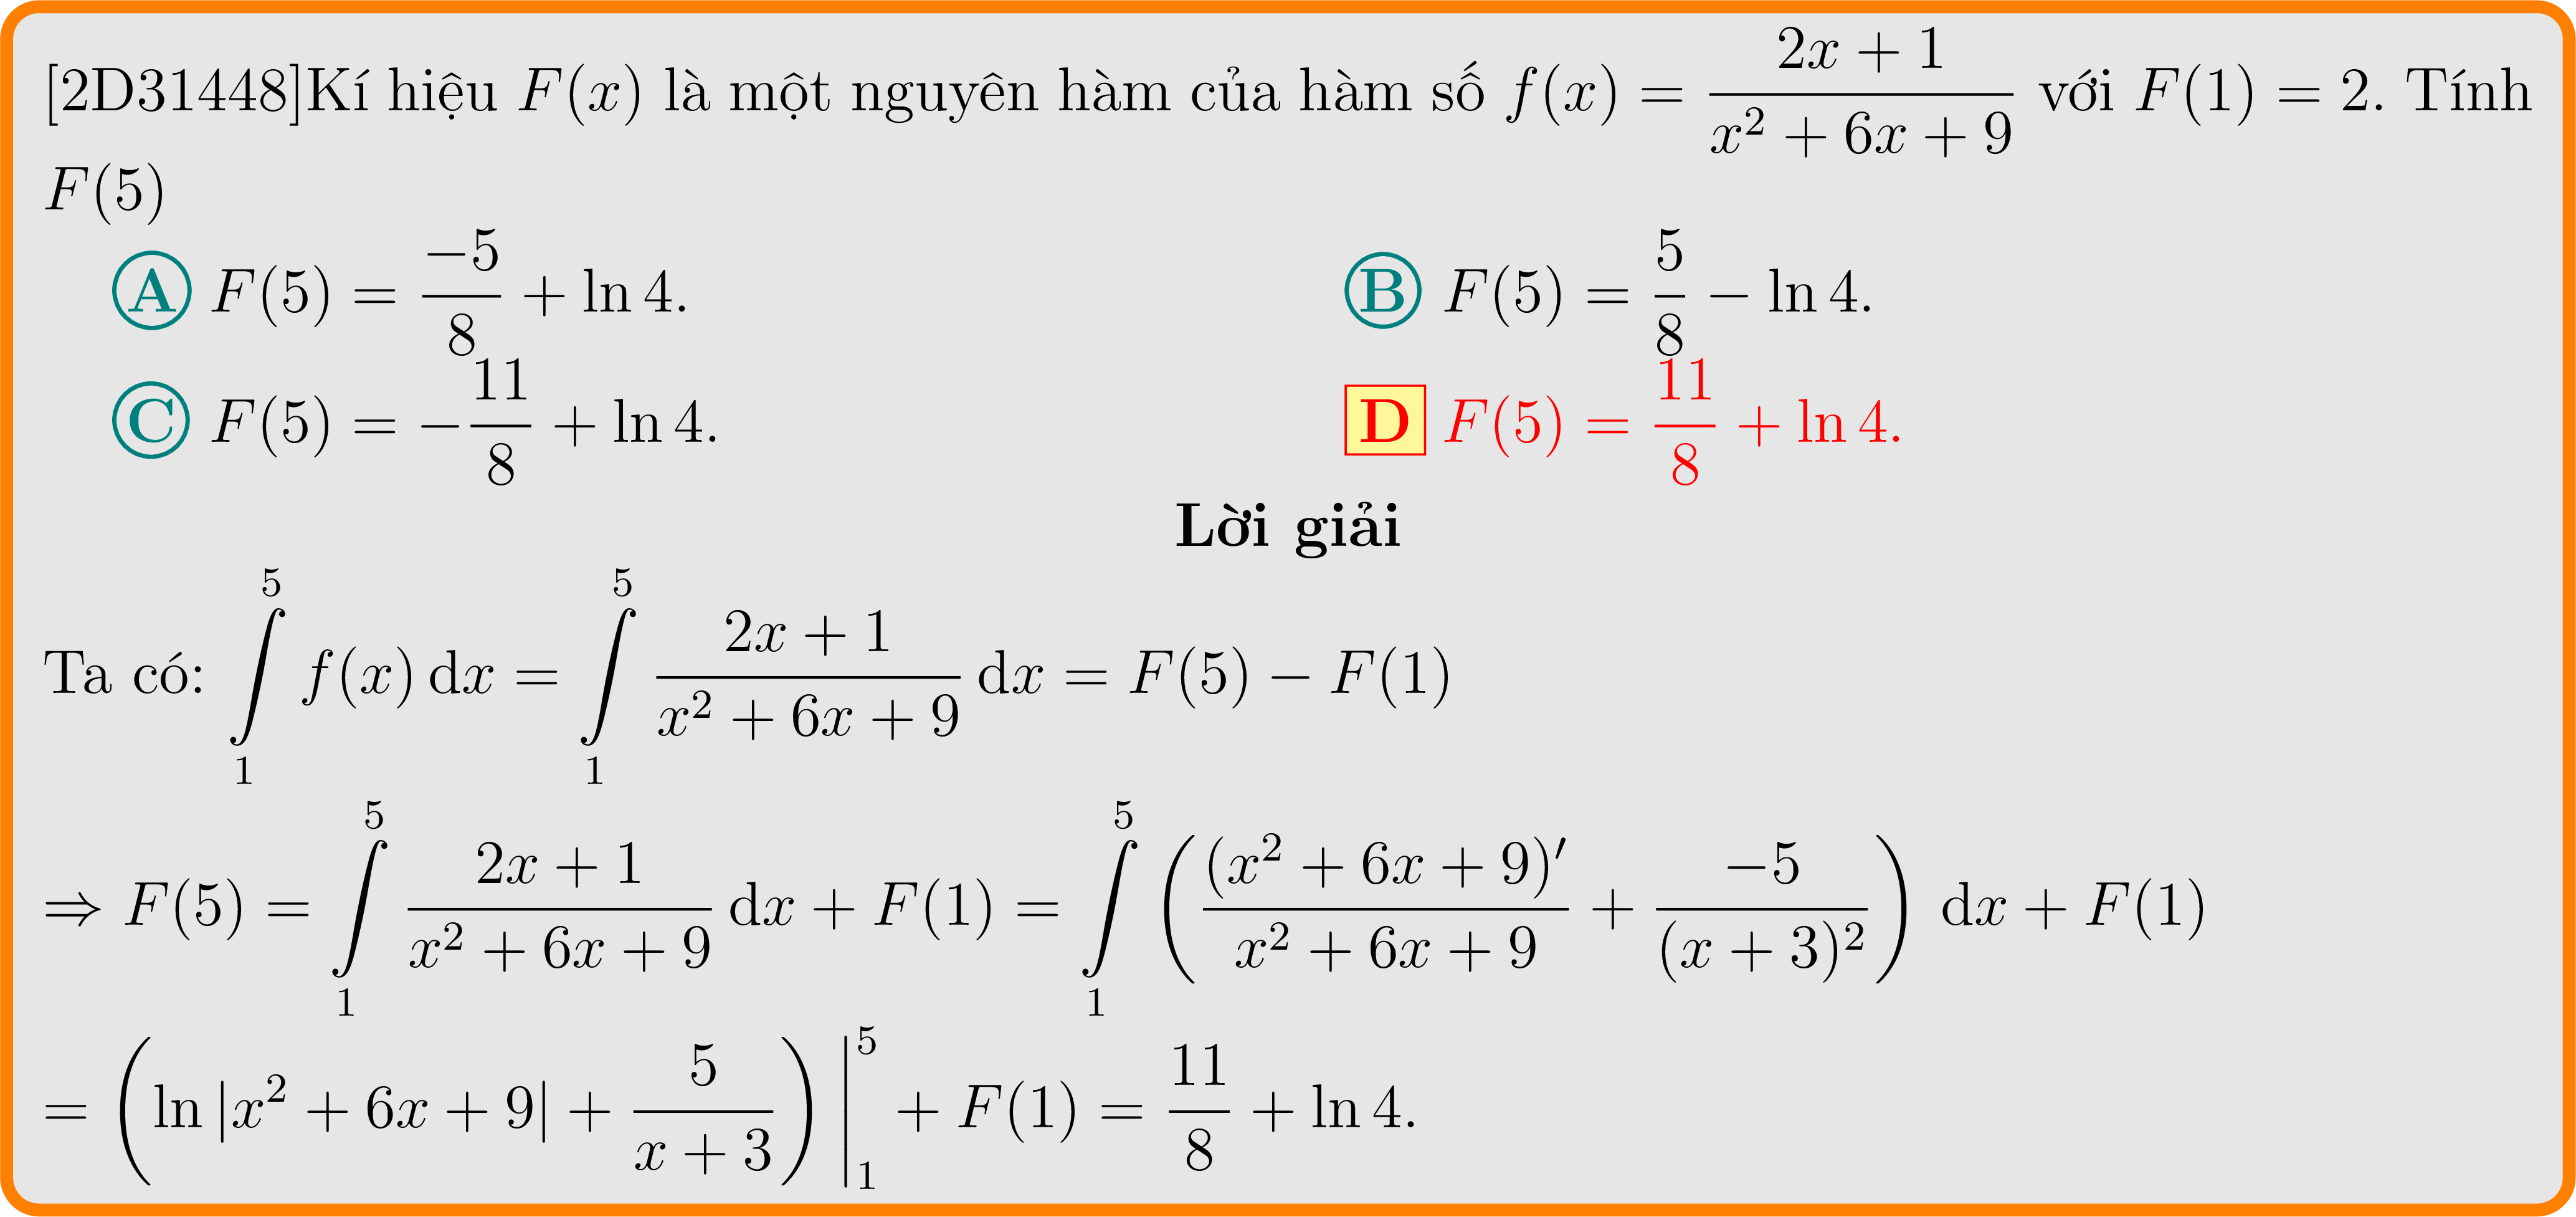 [2D31448]Kí hiệu F(x) là một nguyên hàm của hàm số f(x) = \frac{2x + 1}{x^2 + 6x + 9} với F(1) = 2. Tính
F(5)
A F(5) = \frac{-5}{8} + ln 4. B F(5) = \frac{5}{8} − ln 4.
C F(5) = −\frac{11}{8} + ln 4. D F(5) = \frac{11}{8} + ln 4.
Lời giải
Ta có: \int\limits_1^5 f(x) dx = \int\limits_1^5 \frac{2x + 1}{x^2 + 6x + 9} dx = F(5) − F(1)
⇒ F(5) = \int\limits_1^5 \frac{2x + 1}{x^2 + 6x + 9} dx + F(1) = \int\limits_1^5 \left( \frac{(x^2 + 6x + 9)'}{x^2 + 6x + 9} + \frac{-5}{(x + 3)^2} \right) dx + F(1)
= \left( ln |x^2 + 6x + 9| + \frac{5}{x + 3} \right) \Big|_1^5 + F(1) = \frac{11}{8} + ln 4.